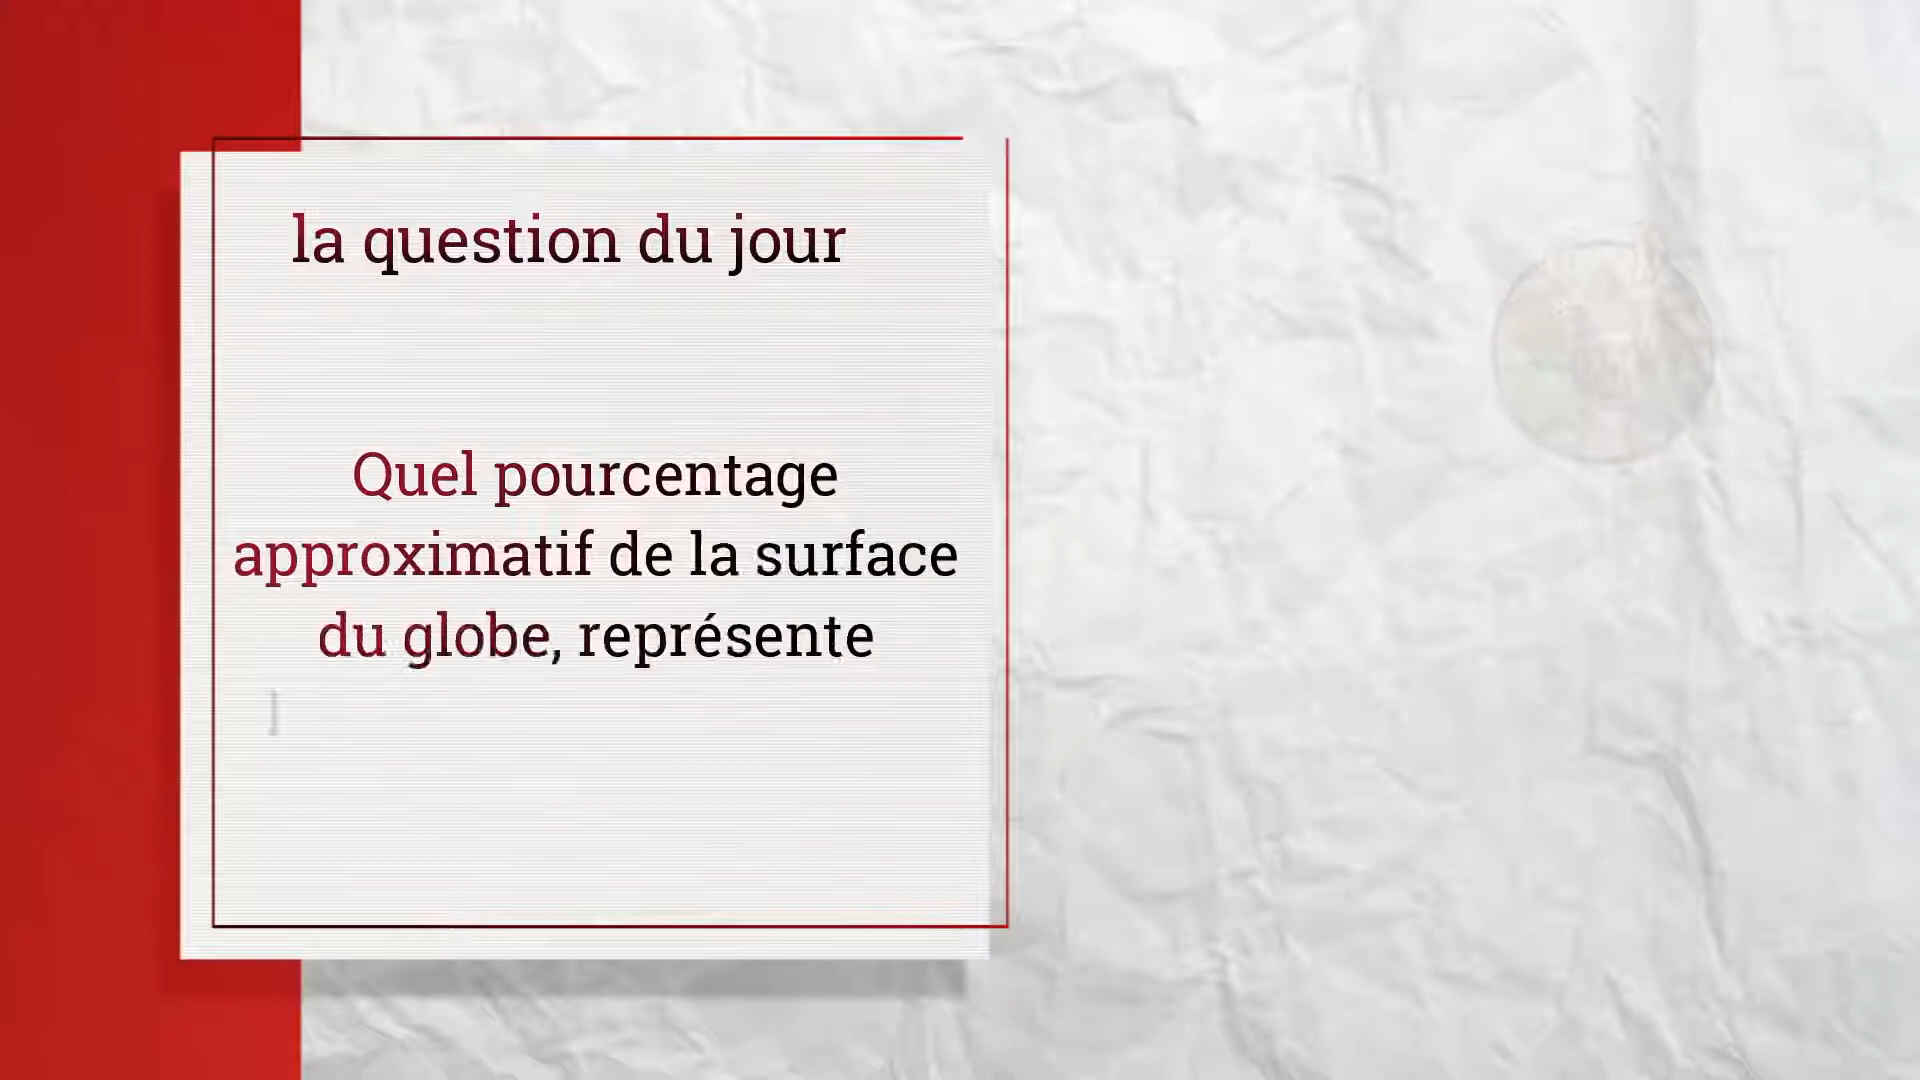 la question du jour
Quel pourcentage
approximatif de la surface
du globe, représente